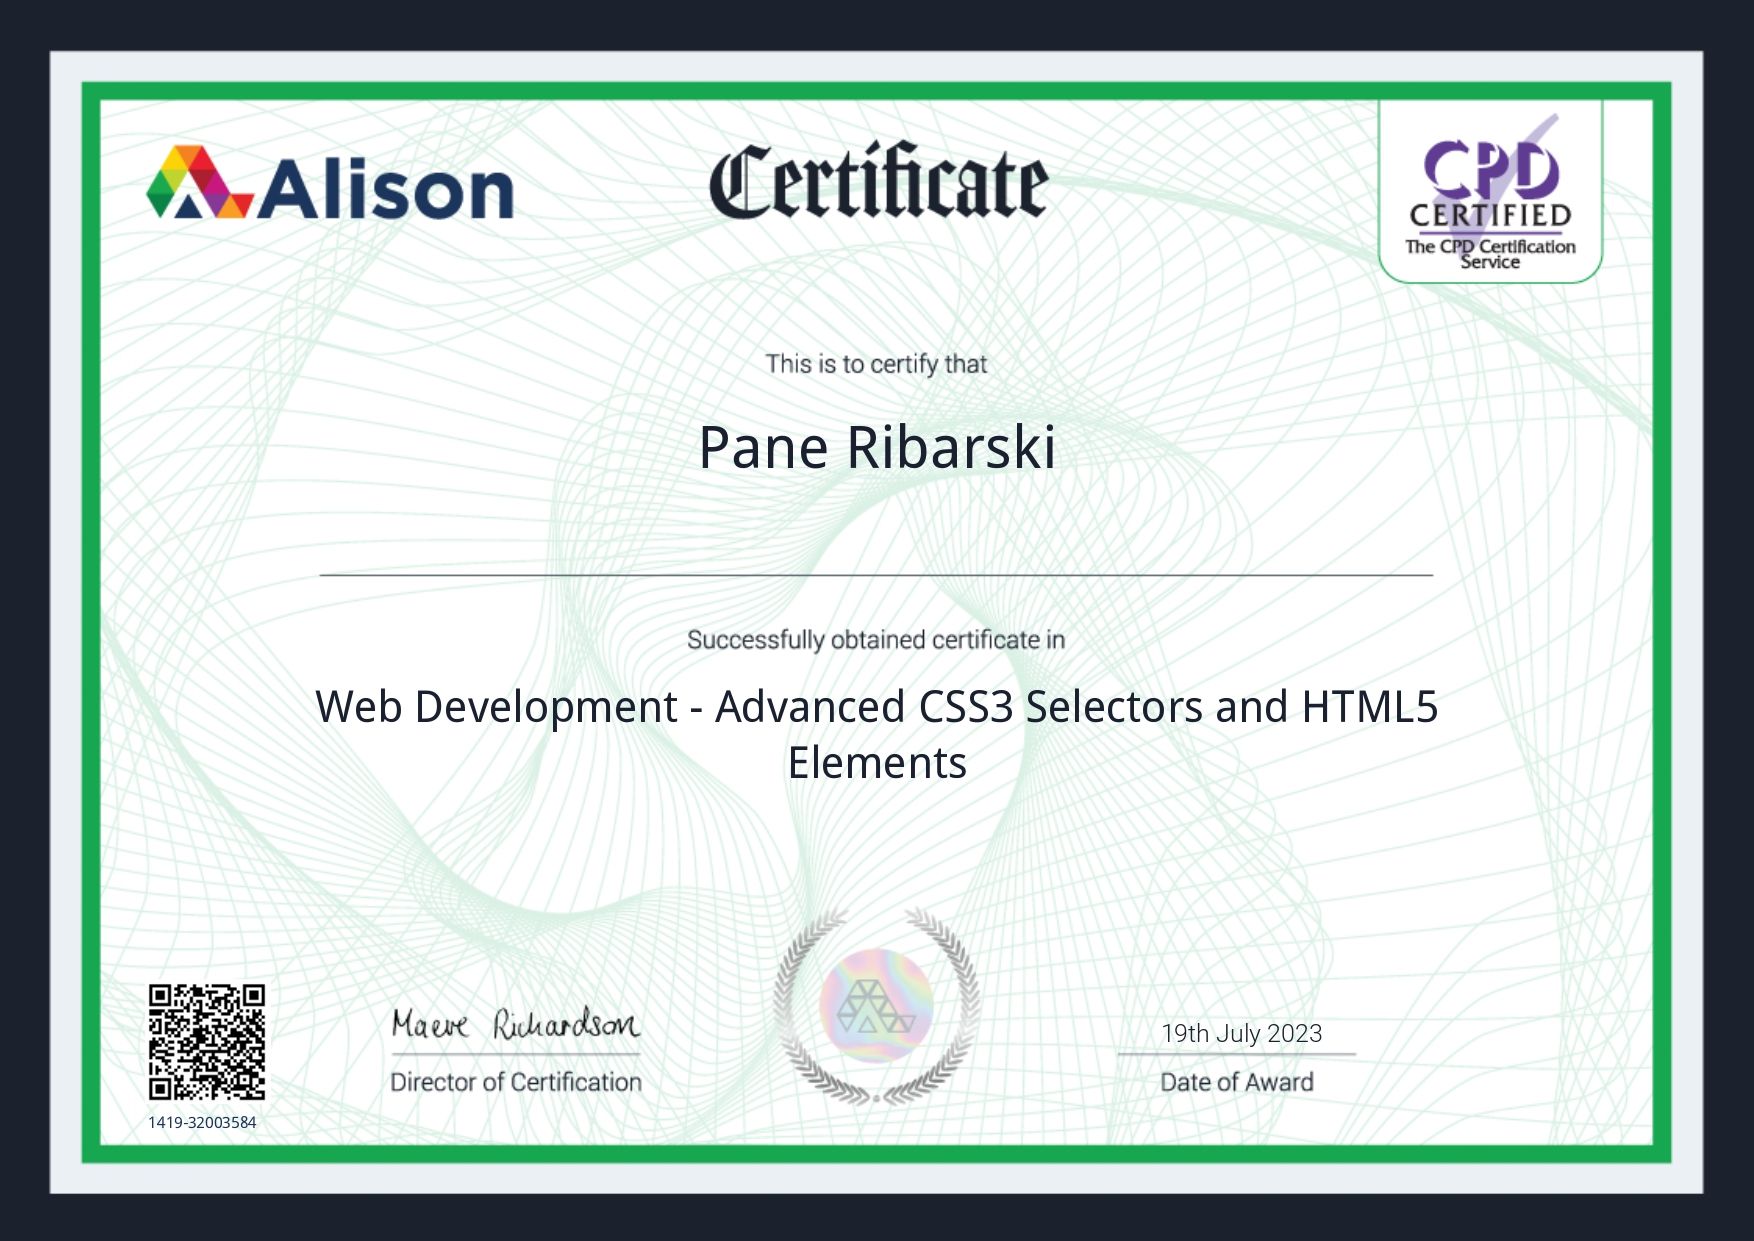 Alison
Certificate
CPD
CERTIFIED
The CPD Certification
Service
This is to certify that
Pane Ribarski
Successfully obtained certificate in
Web Development - Advanced CSS3 Selectors and HTML5
Elements
Maeve Richardson
Director of Certification
19th July 2023
Date of Award
1419-32003584